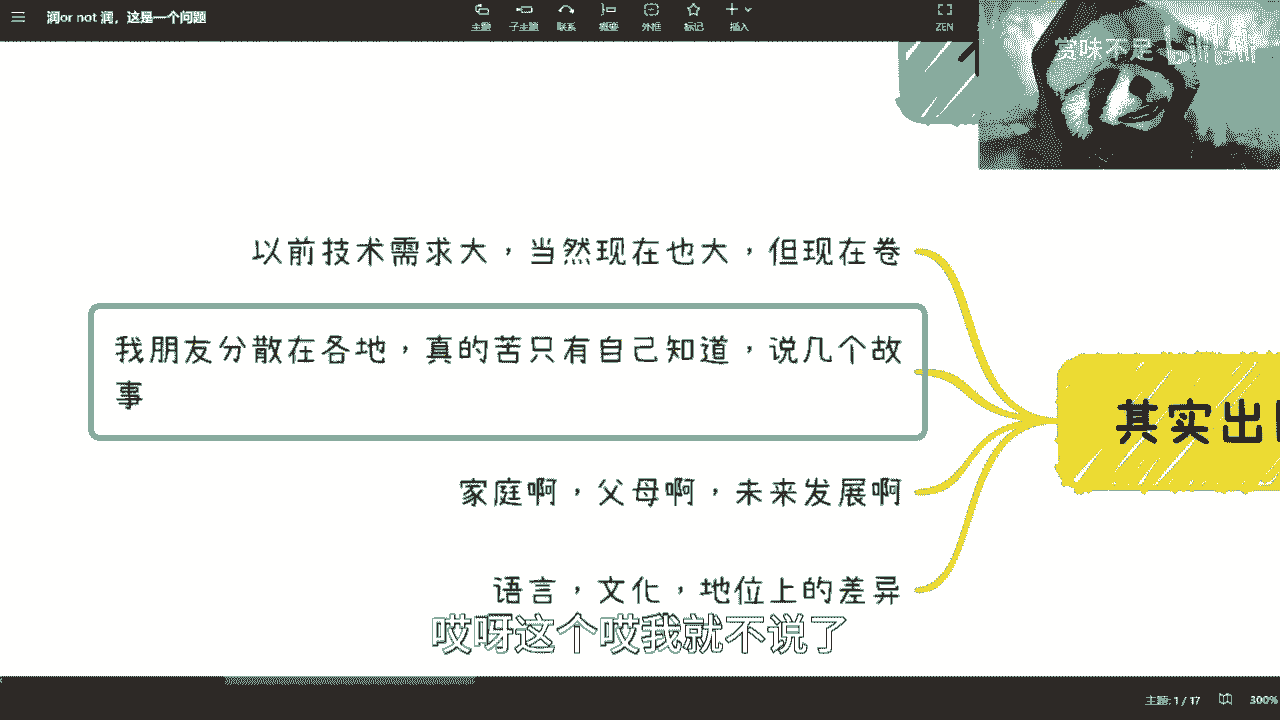 润or not 润，这是一个问题
主题
子主题
联系
概要
外框
标记
插入
ZEN
赏味不足 bilibili
以前技术需求大，当然现在也大，但现在卷
我朋友分散在各地，真的苦只有自己知道，说几个故
事
家庭啊，父母啊，未来发展啊
语言，文化，地位上的差异
其实出
哎呀这个哎我就不说了
主题: 1 / 17
300%